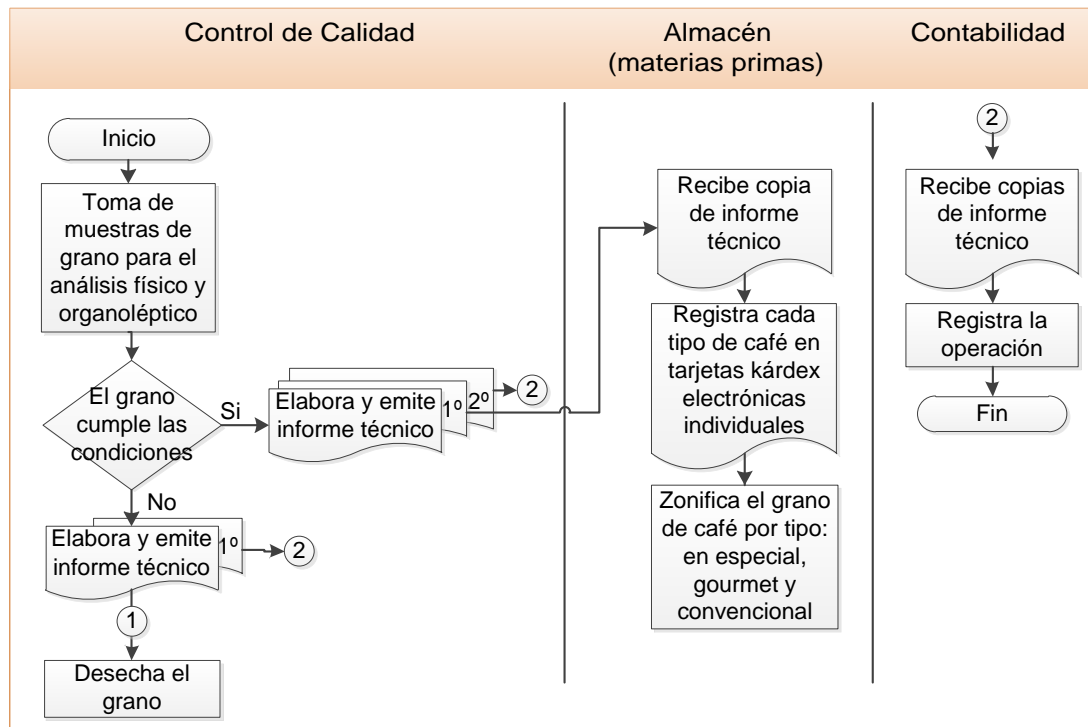 Control de Calidad
Almacén
(materias primas)
Contabilidad
Inicio
Toma de
muestras de
grano para el
análisis físico y
organoléptico
El grano
cumple las
condiciones
Si
Elabora y emite
informe técnico
1º
2º
2
No
Elabora y emite
informe técnico
1º
2
1
Desecha el
grano
Recibe copia
de informe
técnico
Registra cada
tipo de café en
tarjetas kárdex
electrónicas
individuales
Zonifica el grano
de café por tipo:
en especial,
gourmet y
convencional
2
Recibe copias
de informe
técnico
Registra la
operación
Fin